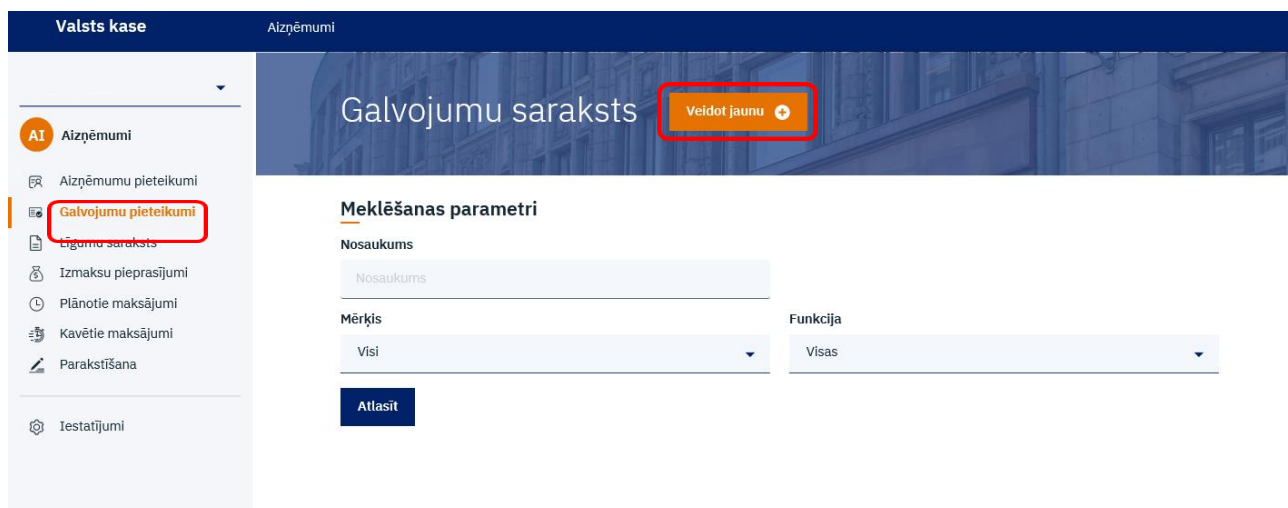 Valsts kase
Aizņēmumi
AI Aizņēmumi
Aizņēmumu pieteikumi
Galvojumu pieteikumi
Līgumu saraksts
Izmaksu pieprasījumi
Plānotie maksājumi
Kavētie maksājumi
Parakstīšana
Iestatījumi
Galvojumu saraksts
Veidot jaunu
Meklēšanas parametri
Nosaukums
Nosaukums
Mērķis
Funkcija
Visi
Visas
Atlasīt